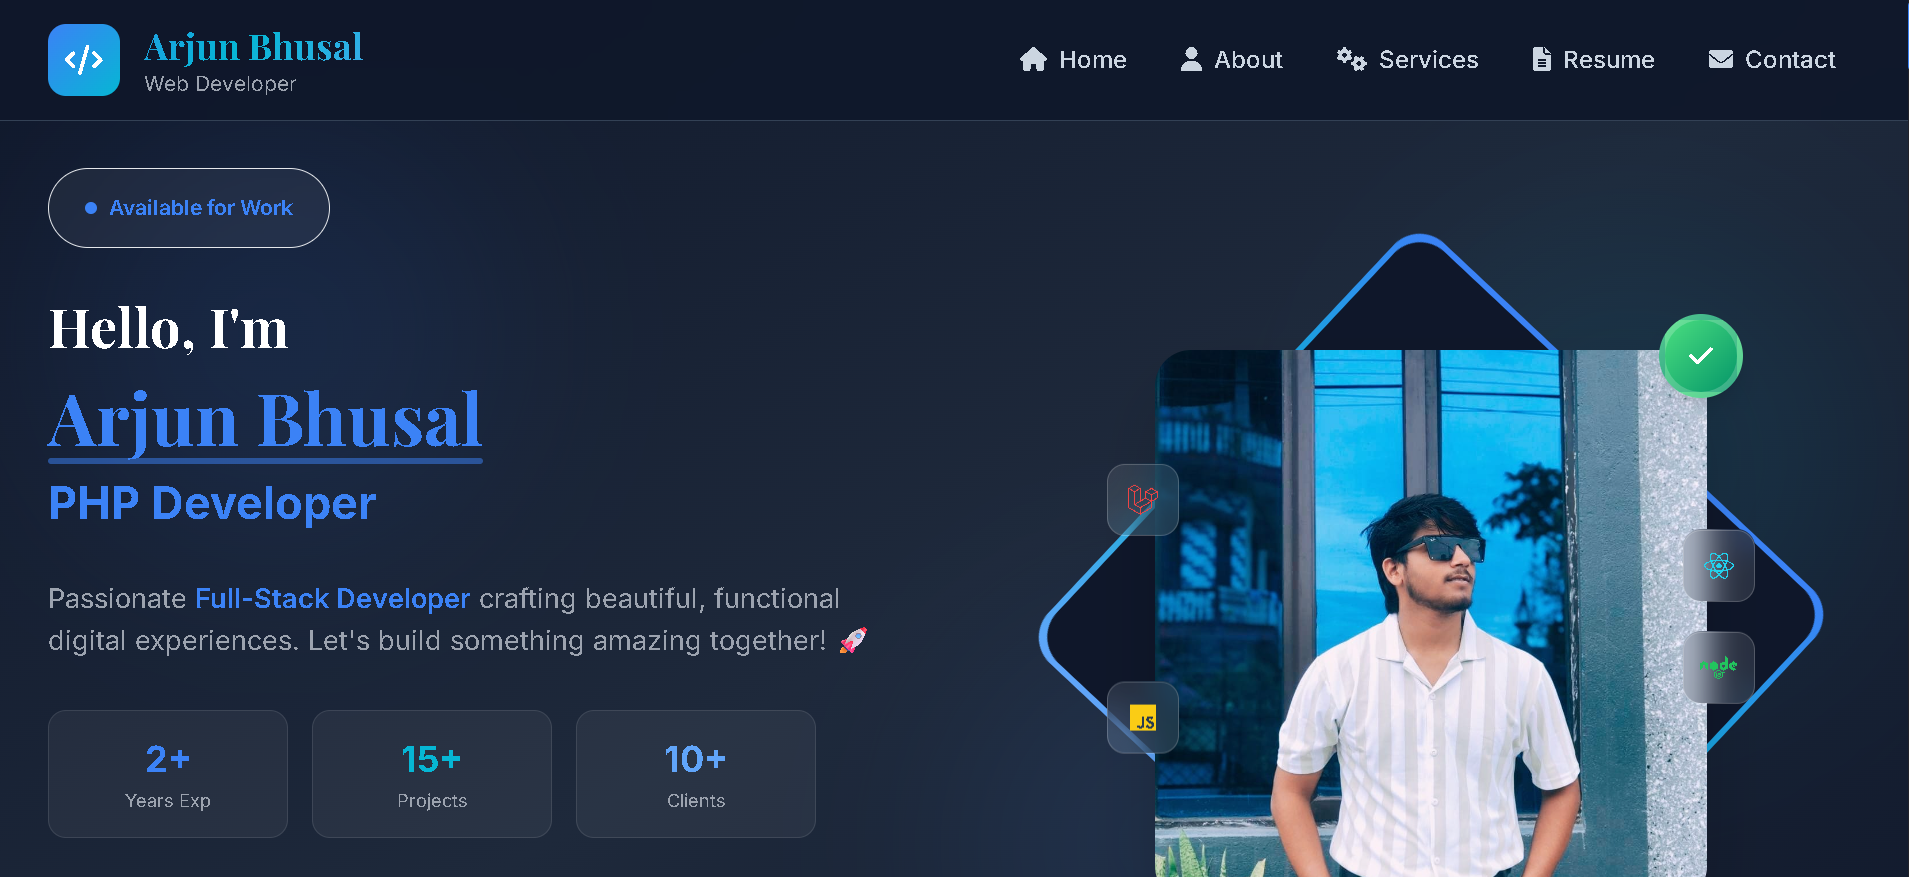 Arjun Bhusal
Web Developer
Home
About
Services
Resume
Contact
Available for Work
Hello, I'm
Arjun Bhusal
PHP Developer
Passionate Full-Stack Developer crafting beautiful, functional
digital experiences. Let's build something amazing together! 🚀
2+
Years Exp
15+
Projects
10+
Clients
JS
node